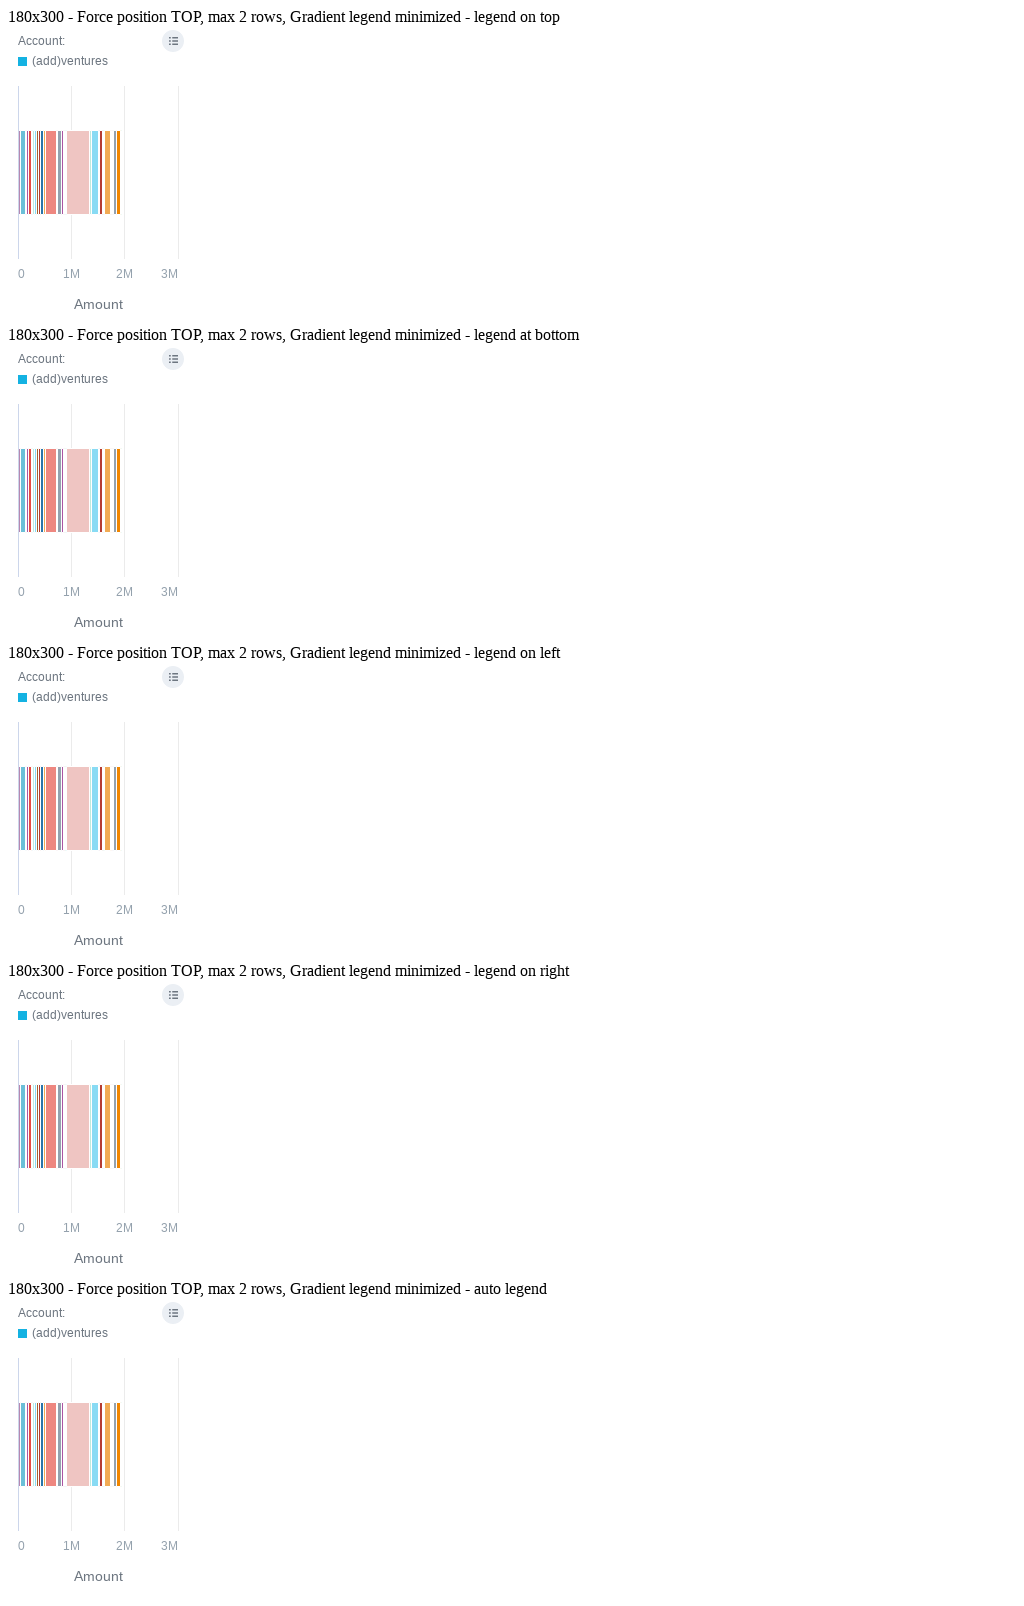 180x300 - Force position TOP, max 2 rows, Gradient legend minimized - legend on top
Account:
(add)ventures
0 1M 2M 3M
Amount
180x300 - Force position TOP, max 2 rows, Gradient legend minimized - legend at bottom
Account:
(add)ventures
0 1M 2M 3M
Amount
180x300 - Force position TOP, max 2 rows, Gradient legend minimized - legend on left
Account:
(add)ventures
0 1M 2M 3M
Amount
180x300 - Force position TOP, max 2 rows, Gradient legend minimized - legend on right
Account:
(add)ventures
0 1M 2M 3M
Amount
180x300 - Force position TOP, max 2 rows, Gradient legend minimized - auto legend
Account:
(add)ventures
0 1M 2M 3M
Amount